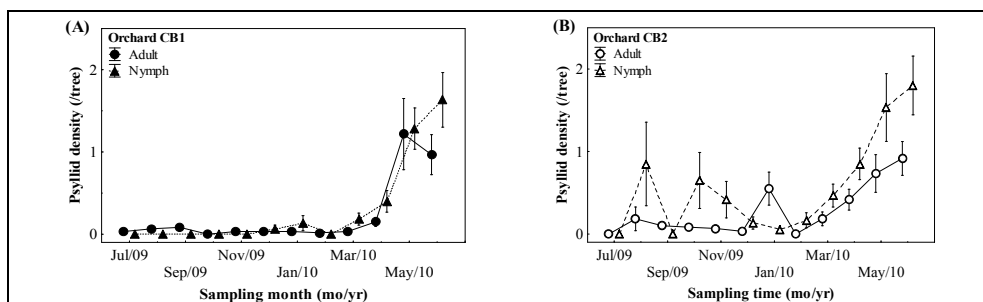 (A)
Orchard CB1
Adult
Nymph
Psyllid density (/tree)
2
1
0
Jul/09
Sep/09
Nov/09
Jan/10
Mar/10
May/10
Sampling month (mo/yr)
(B)
Orchard CB2
Adult
Nymph
Psyllid density (/tree)
2
1
0
Jul/09
Sep/09
Nov/09
Jan/10
Mar/10
May/10
Sampling time (mo/yr)